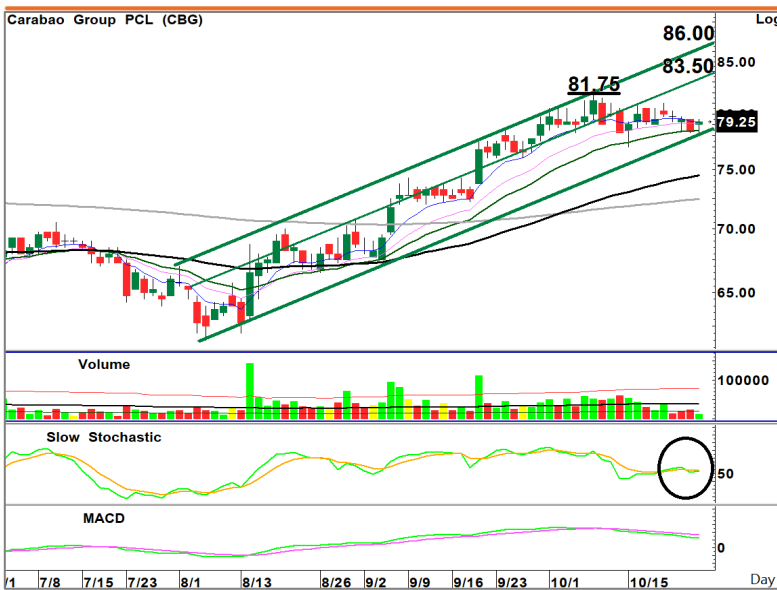 Carabao Group PCL (CBG)
Log
86.00
85.00
83.50
81.75
79.25
75.00
70.00
65.00
Volume
100000
Slow Stochastic
50
MACD
0
/1 7/8 7/15 7/23 8/1 8/13 8/26 9/2 9/9 9/16 9/23 10/1 10/15 Day